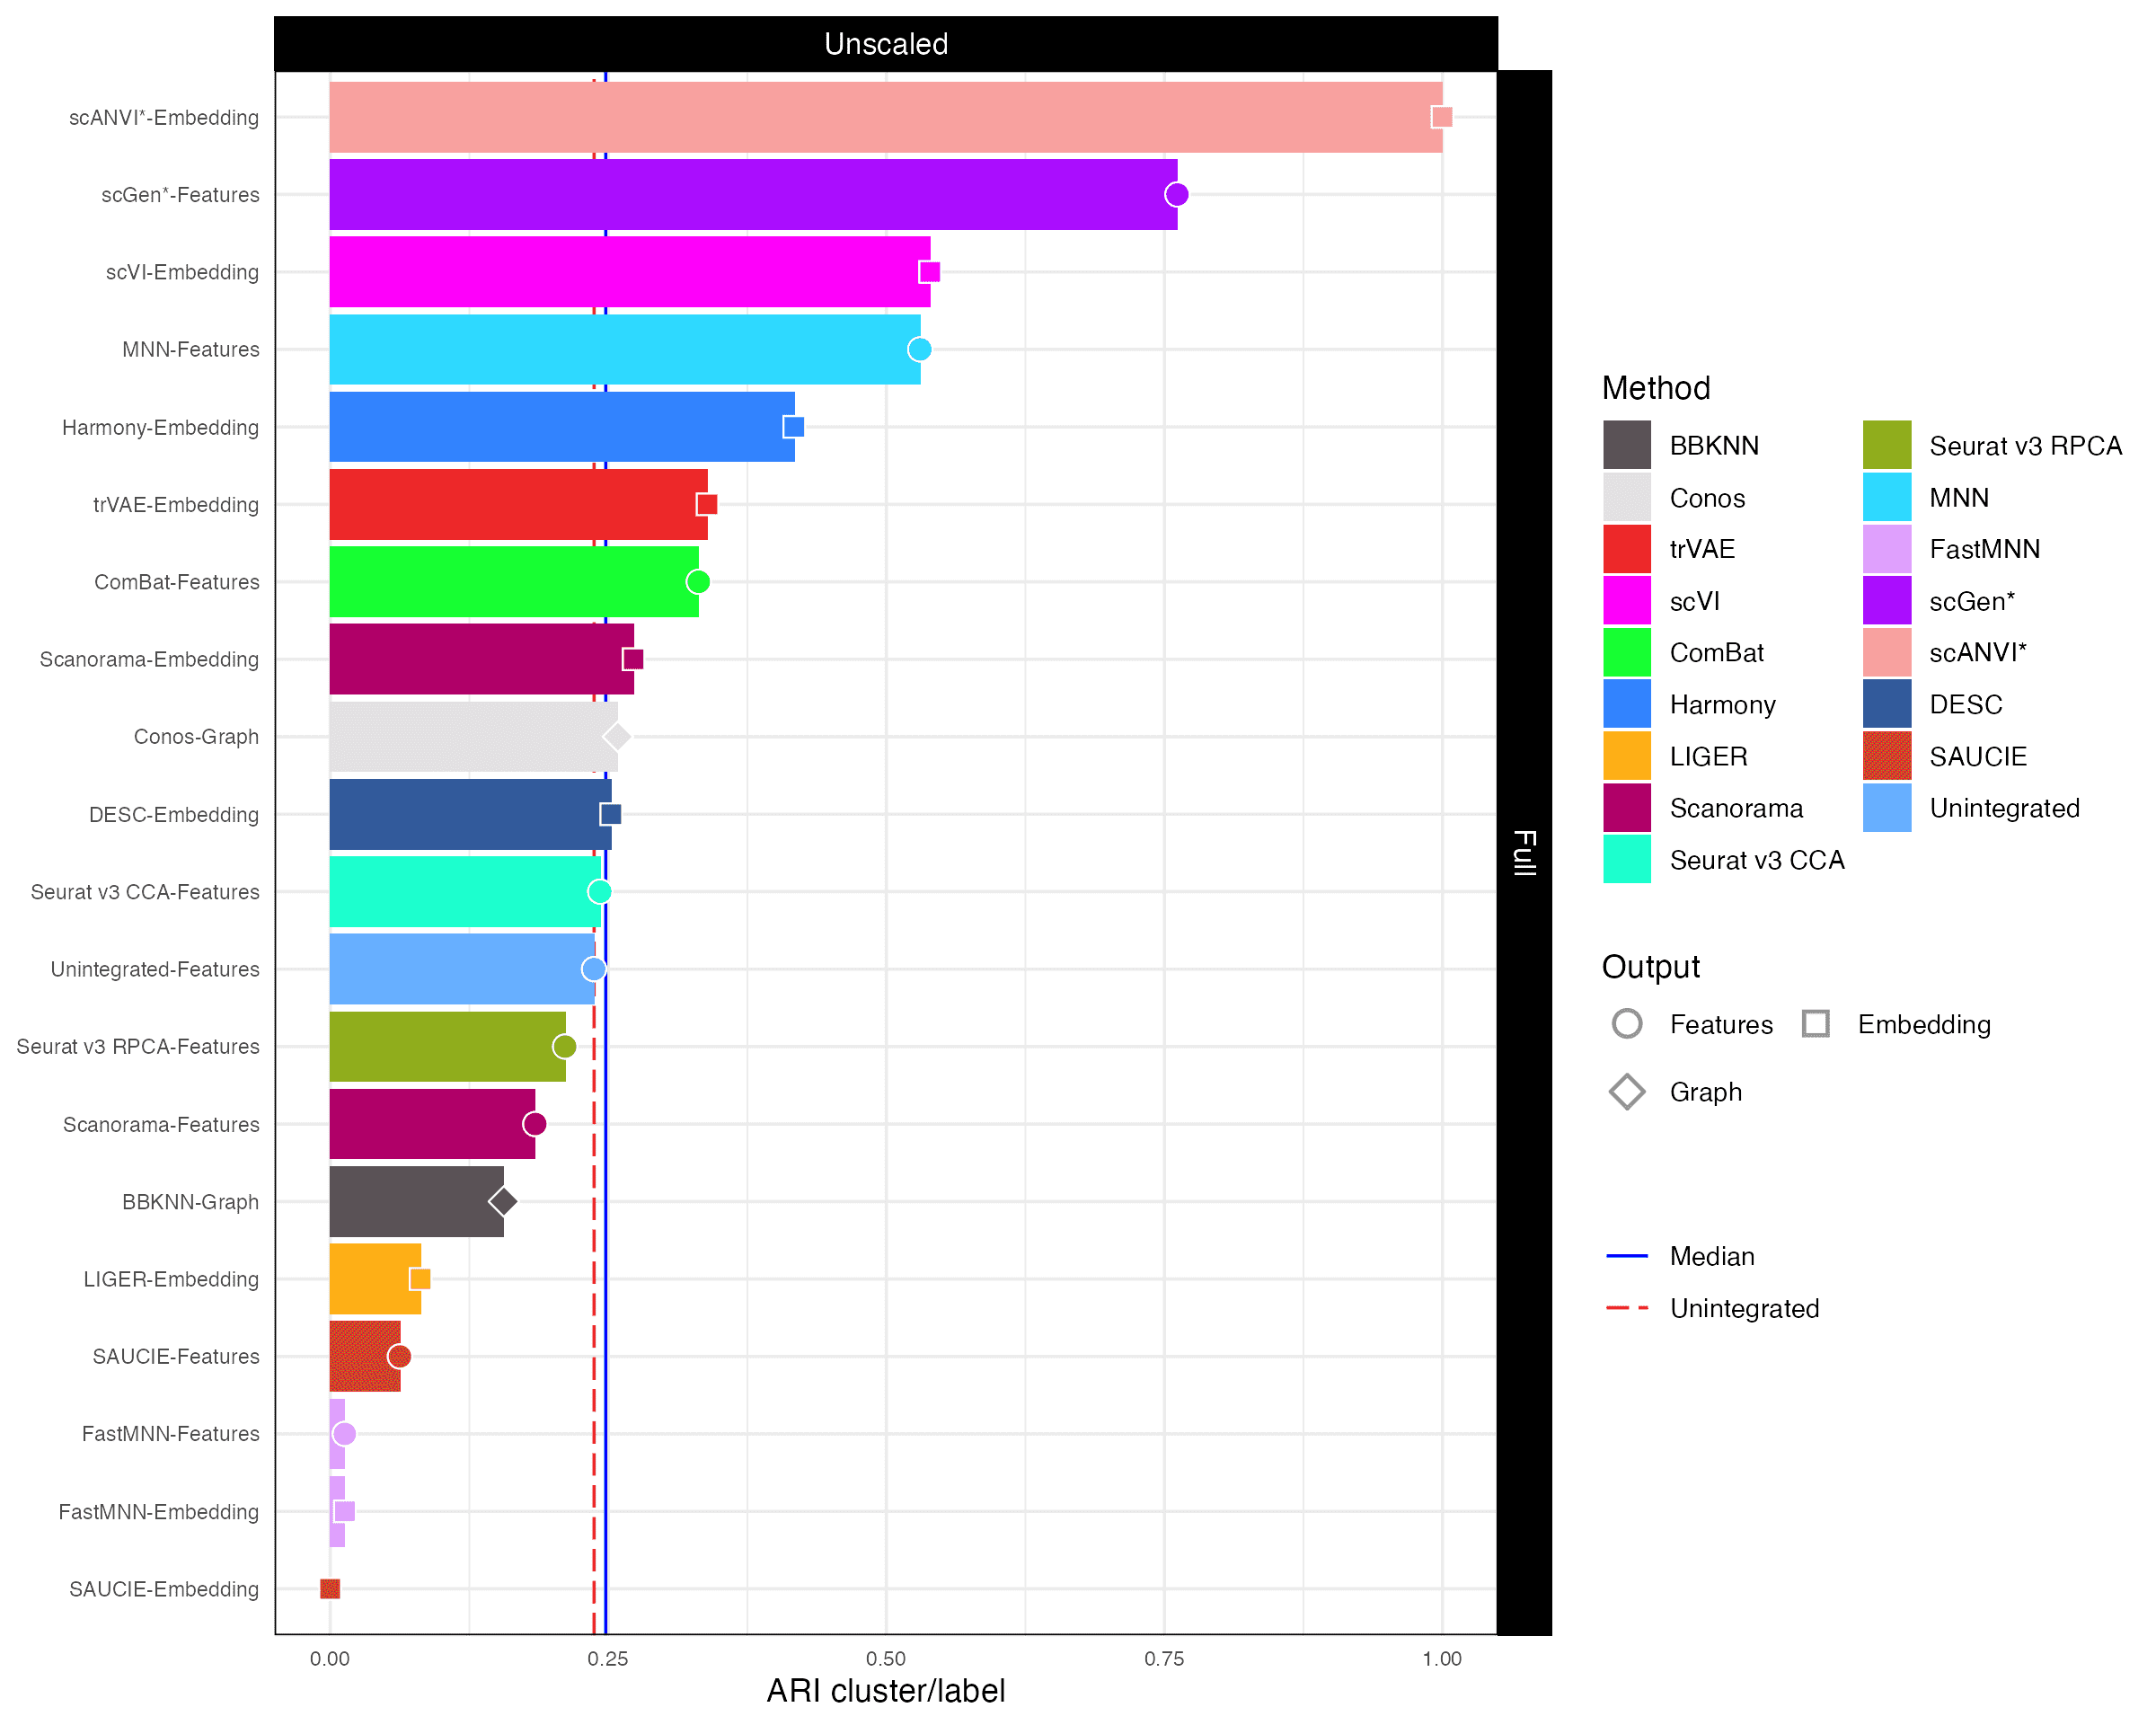 Unscaled
scANVI*-Embedding
scGen*-Features
scVI-Embedding
MNN-Features
Harmony-Embedding
trVAE-Embedding
ComBat-Features
Scanorama-Embedding
Conos-Graph
DESC-Embedding
Seurat v3 CCA-Features
Unintegrated-Features
Seurat v3 RPCA-Features
Scanorama-Features
BBKNN-Graph
LIGER-Embedding
SAUCIE-Features
FastMNN-Features
FastMNN-Embedding
SAUCIE-Embedding
0.00 0.25 0.50 0.75 1.00
ARI cluster/label
Full
Method
BBKNN
Conos
trVAE
scVI
ComBat
Harmony
LIGER
Scanorama
Seurat v3 CCA
Seurat v3 RPCA
MNN
FastMNN
scGen*
scANVI*
DESC
SAUCIE
Unintegrated
Output
Features Embedding
Graph
Median
Unintegrated